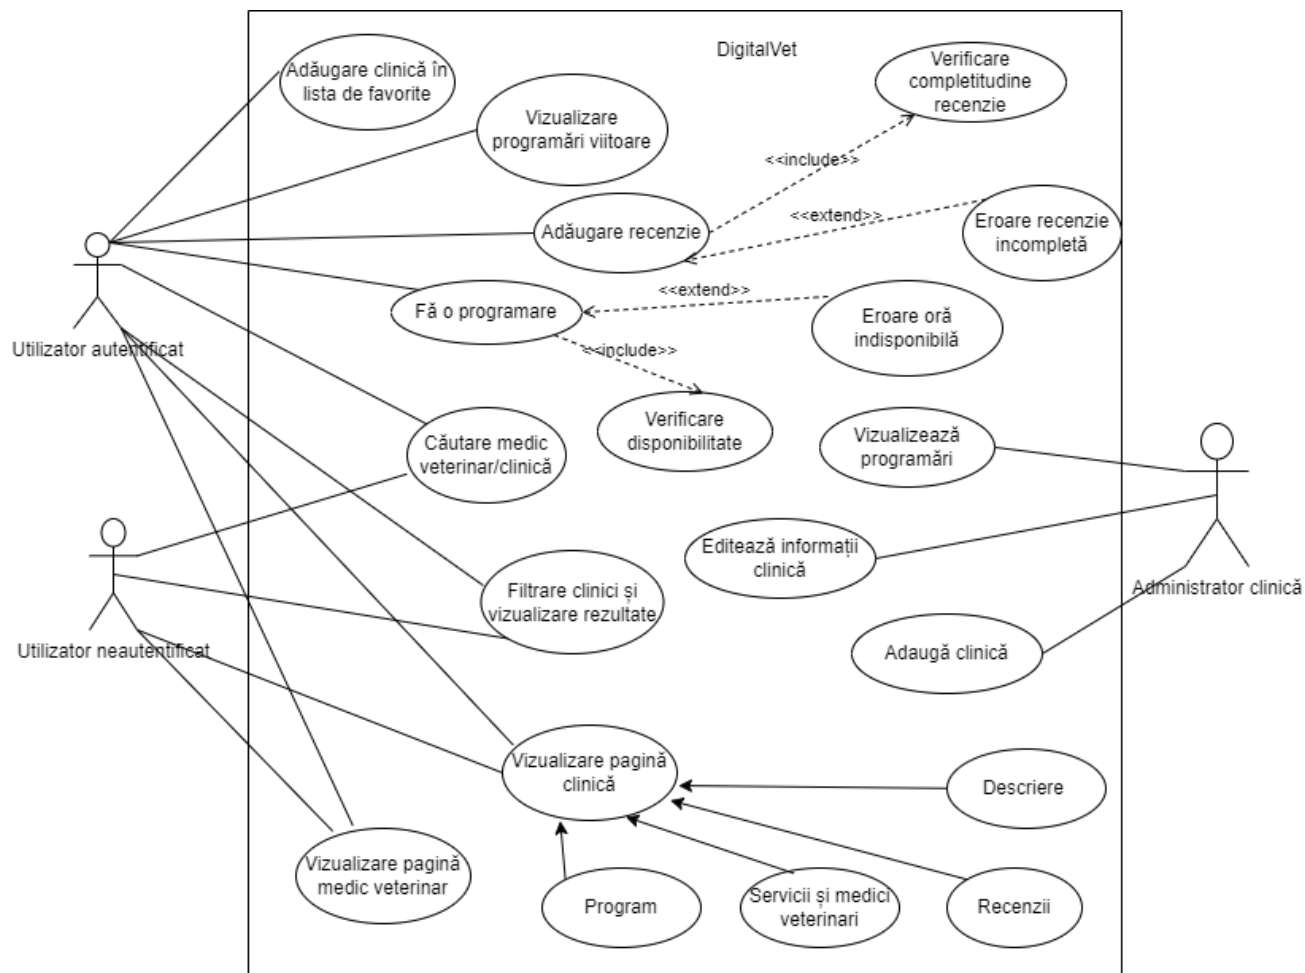 DigitalVet
Adăugare clinică în
lista de favorite
Verificare
completitudine
recenzie
Vizualizare
programări viitoare
<<include>>
<<extend>>
Adăugare recenzie
Eroare recenzie
incompletă
<<extend>>
Fă o programare
Eroare oră
indisponibilă
Utilizator autentificat
<<include>>
Verificare
disponibilitate
Căutare medic
veterinar/clinică
Vizualizează
programări
Editează informații
clinică
Administrator clinică
Filtrare clinici și
vizualizare rezultate
Utilizator neautentificat
Adaugă clinică
Vizualizare pagină
clinică
Descriere
Vizualizare pagină
medic veterinar
Program
Servicii și medici
veterinari
Recenzii